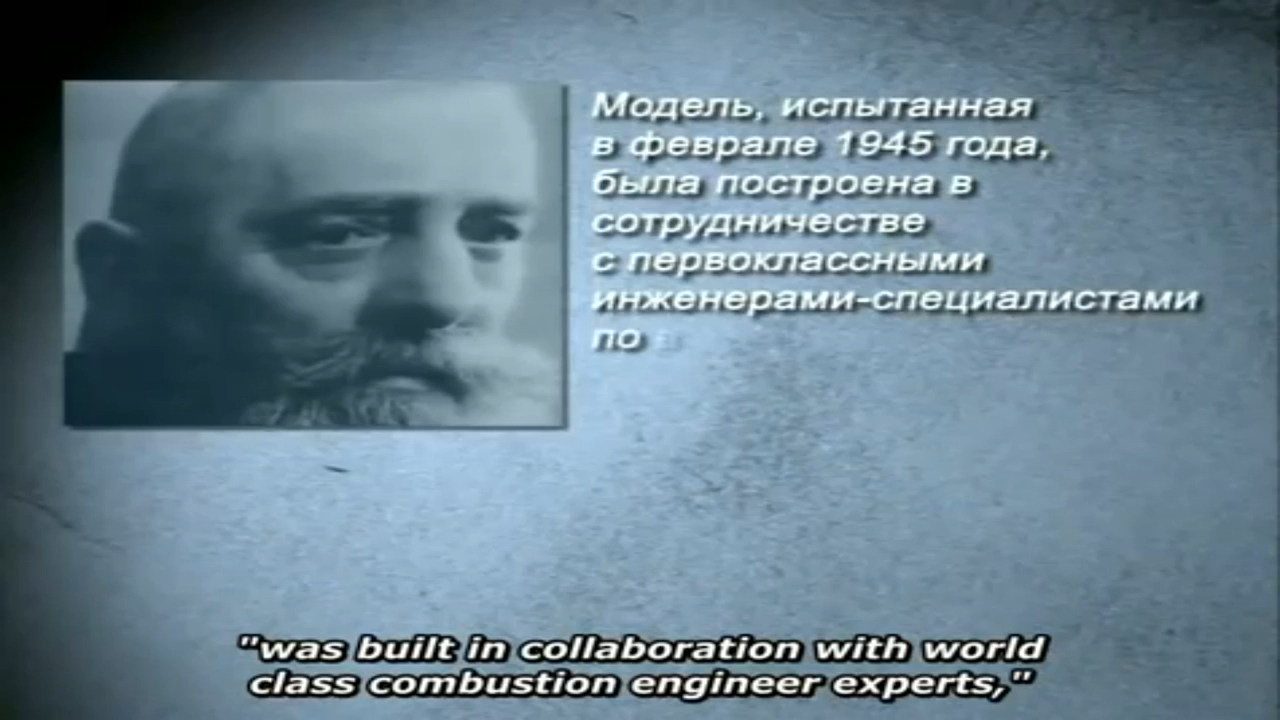 Модель, испытанная
в феврале 1945 года,
была построена в
сотрудничестве
с первоклассными
инженерами-специалистами
по
"was built in collaboration with world
class combustion engineer experts,"